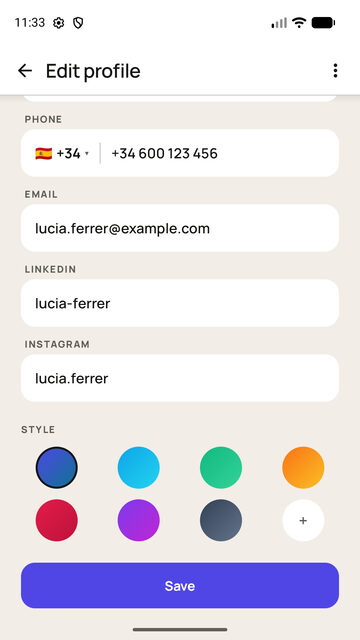 11:33
Edit profile
PHONE
+34 +34 600 123 456
EMAIL
lucia.ferrer@example.com
LINKEDIN
lucia-ferrer
INSTAGRAM
lucia.ferrer
STYLE
+
Save